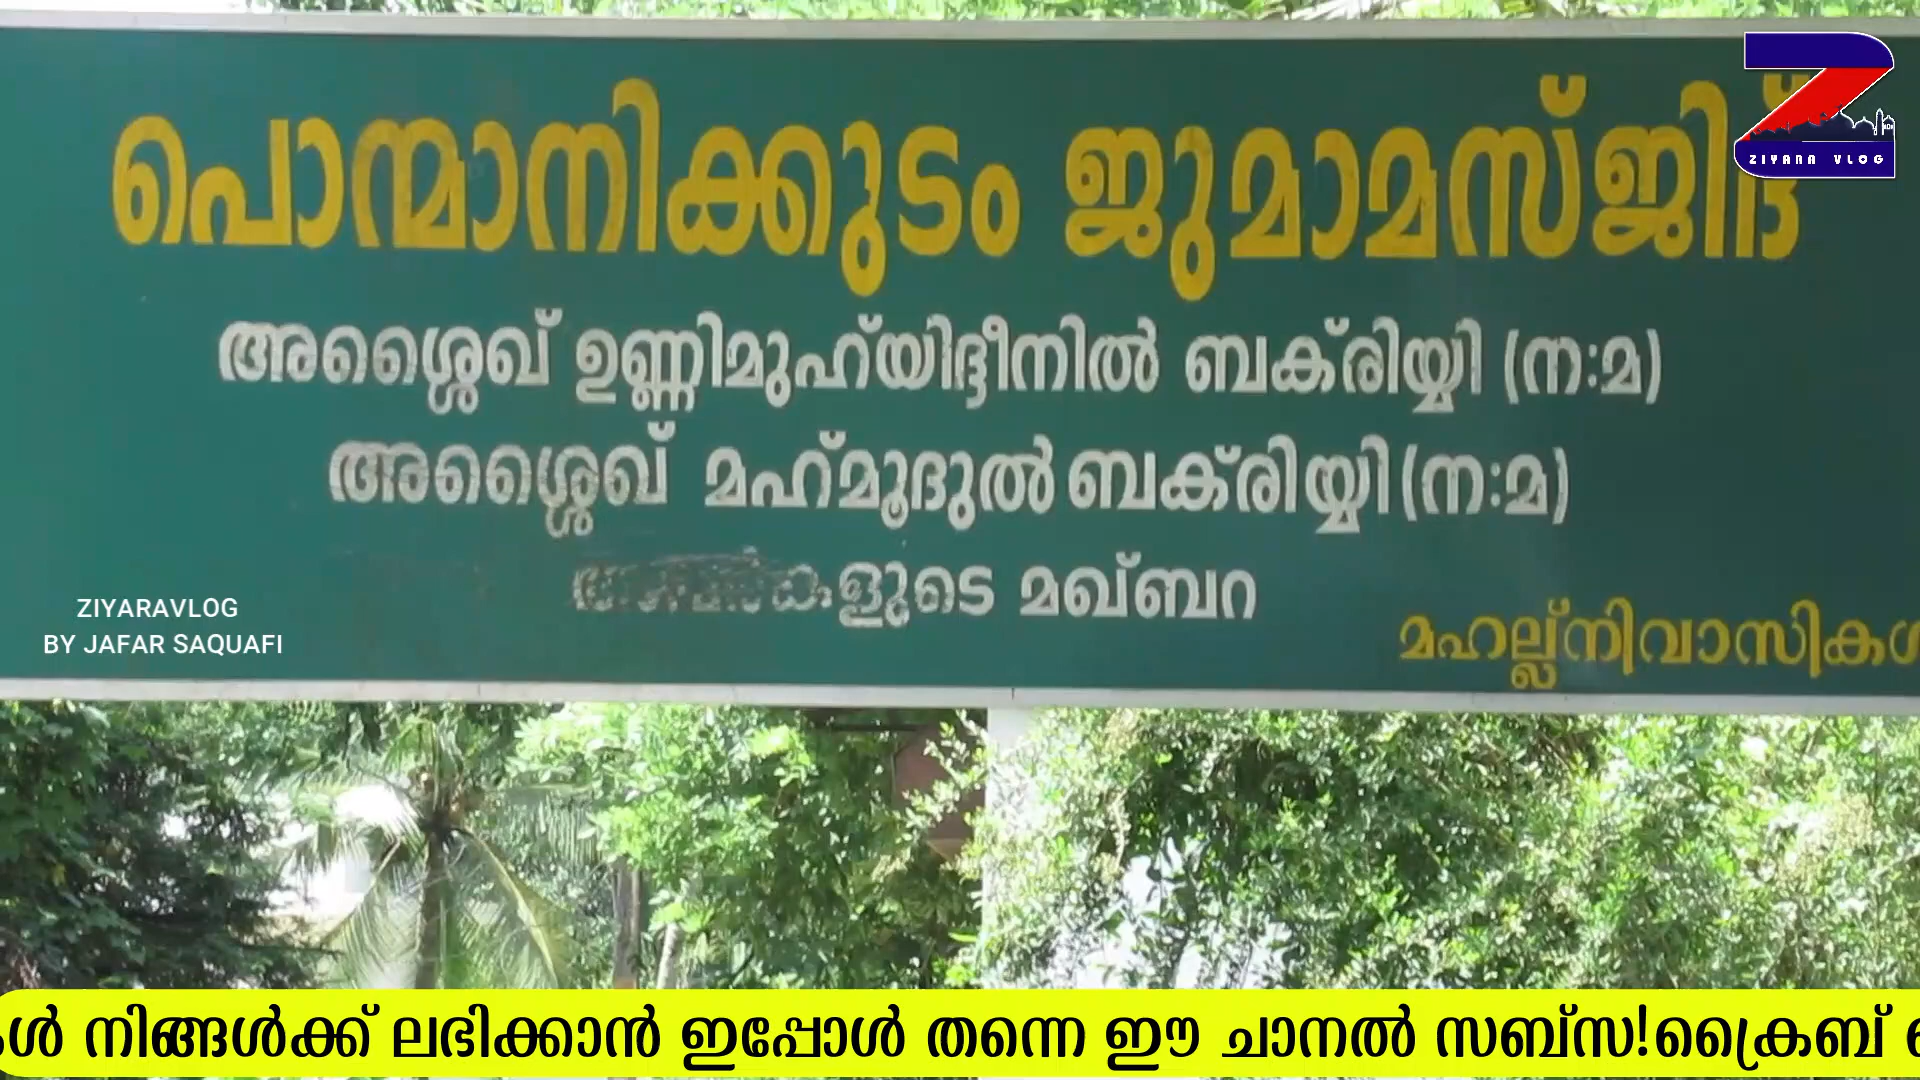 പൊന്മാനിക്കുടം ജുമാമസ്ജിദ്
ZIYARA VLOG
അശ്ശൈഖ് ഉണ്ണിമുഹ്‌യിദ്ദീനിൽ ബക്‌രിയ്യി (ന:മ)
അശ്ശൈഖ് മഹ്‌മൂദുൽ ബക്‌രിയ്യി (ന:മ)
മഖ്ബറ
മഹല്ല്നിവാസികൾ
ZIYARAVLOG
BY JAFAR SAQUAFI
നിങ്ങൾക്ക് ലഭിക്കാൻ ഇപ്പോൾ തന്നെ ഈ ചാനൽ സബ്സ!ക്രൈബ്